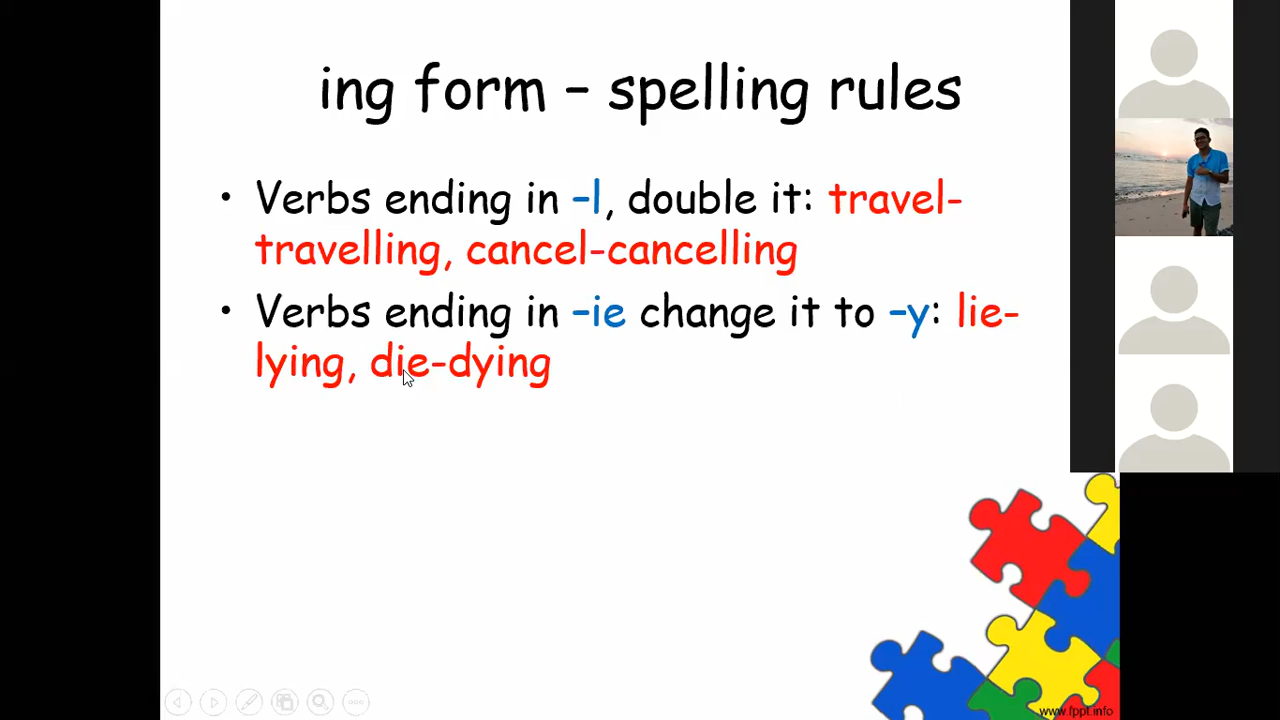 ing form – spelling rules
• Verbs ending in –l, double it: travel-
travelling, cancel-cancelling
• Verbs ending in –ie change it to –y: lie-
lying, die-dying
www.fppt.info